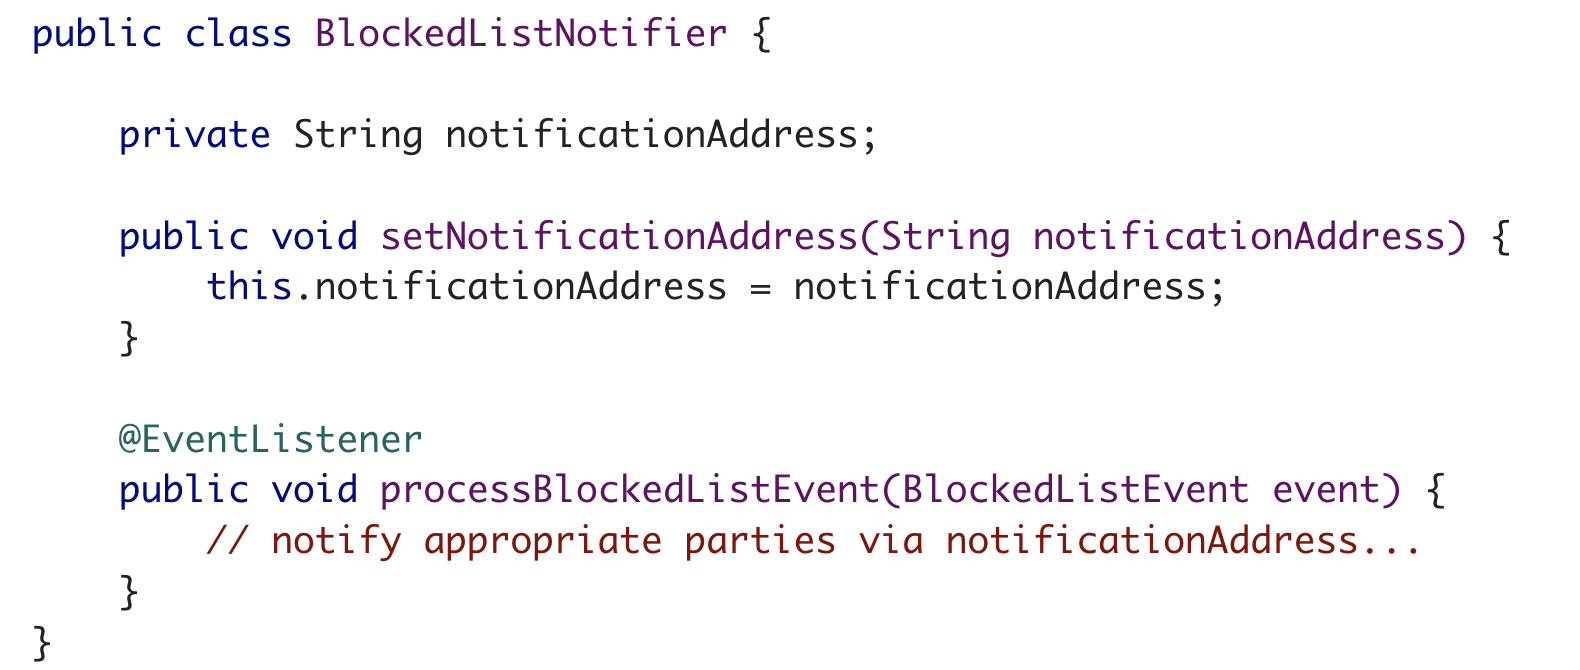 public class BlockedListNotifier {
private String notificationAddress;
public void setNotificationAddress(String notificationAddress) {
this.notificationAddress = notificationAddress;
}
@EventListener
public void processBlockedListEvent(BlockedListEvent event) {
// notify appropriate parties via notificationAddress...
}
}